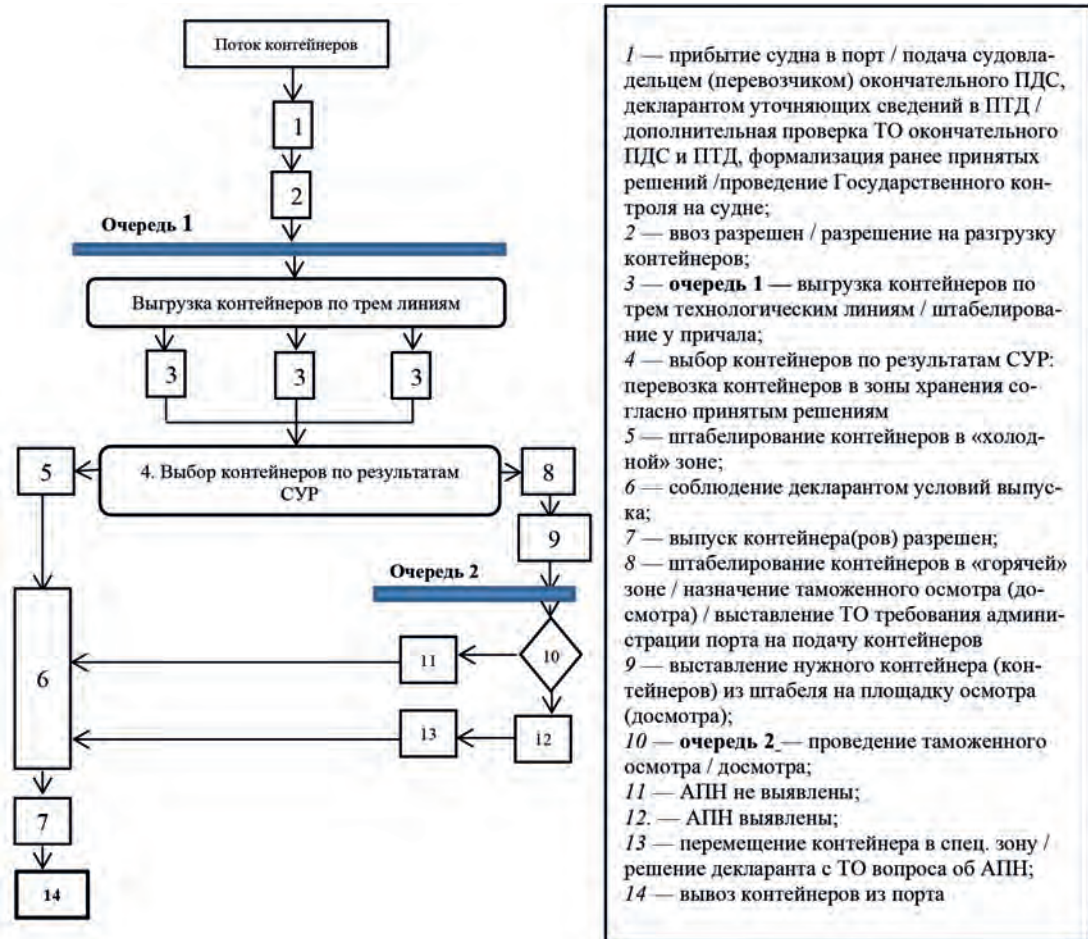 Поток контейнеров
1
2
Очередь 1
Выгрузка контейнеров по трем линиям
3
3
3
5
4. Выбор контейнеров по результатам
СУР
8
9
Очередь 2
6
11
10
13
12
7
14
1 — прибытие судна в порт / подача судовла-
дельцем (перевозчиком) окончательного ПДС,
декларантом уточняющих сведений в ПТД /
дополнительная проверка ТО окончательного
ПДС и ПТД, формализация ранее принятых
решений /проведение Государственного кон-
троля на судне;
2 — ввоз разрешен / разрешение на разгрузку
контейнеров;
3 — очередь 1 — выгрузка контейнеров по
трем технологическим линиям / штабелирова-
ние у причала;
4 — выбор контейнеров по результатам СУР:
перевозка контейнеров в зоны хранения со-
гласно принятым решениям
5 — штабелирование контейнеров в «холод-
ной» зоне;
6 — соблюдение декларантом условий выпус-
ка;
7 — выпуск контейнера(ров) разрешен;
8 — штабелирование контейнеров в «горячей»
зоне / назначение таможенного осмотра (до-
смотра) / выставление ТО требования админи-
страции порта на подачу контейнеров
9 — выставление нужного контейнера (кон-
тейнеров) из штабеля на площадку осмотра
(досмотра);
10 — очередь 2 — проведение таможенного
осмотра / досмотра;
11 — АПН не выявлены;
12. — АПН выявлены;
13 — перемещение контейнера в спец. зону /
решение декларанта с ТО вопроса об АПН;
14 — вывоз контейнеров из порта